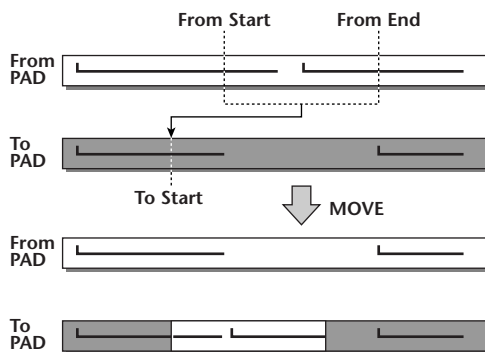 From Start From End
From
PAD
To
PAD
To Start
MOVE
From
PAD
To
PAD